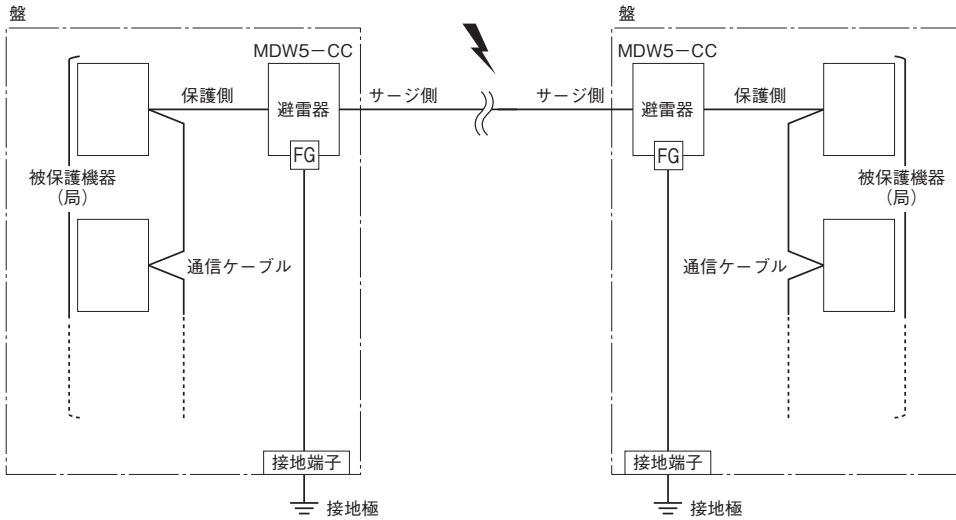 盤
MDW5－CC
保護側
避雷器
サージ側
FG
被保護機器
（局）
通信ケーブル
接地端子
接地極
盤
MDW5－CC
サージ側
避雷器
保護側
FG
被保護機器
（局）
通信ケーブル
接地端子
接地極